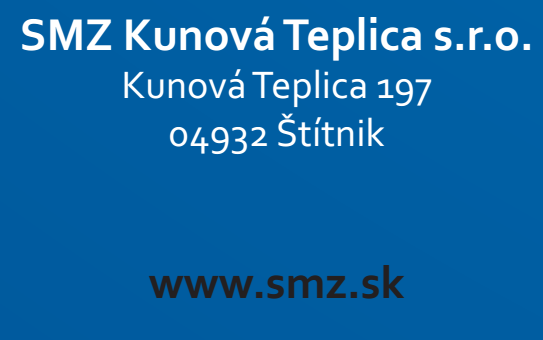 SMZ Kunová Teplica s.r.o.
Kunová Teplica 197
04932 Štítnik
www.smz.sk